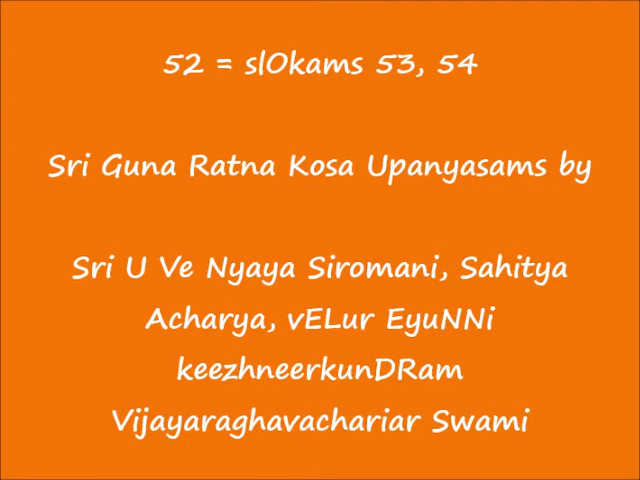 52 = slOkams 53, 54
Sri Guna Ratna Kosa Upanyasams by
Sri U Ve Nyaya Siromani, Sahitya
Acharya, vELur EyuNNi
keezhneerkunDRam
Vijayaraghavachariar Swami